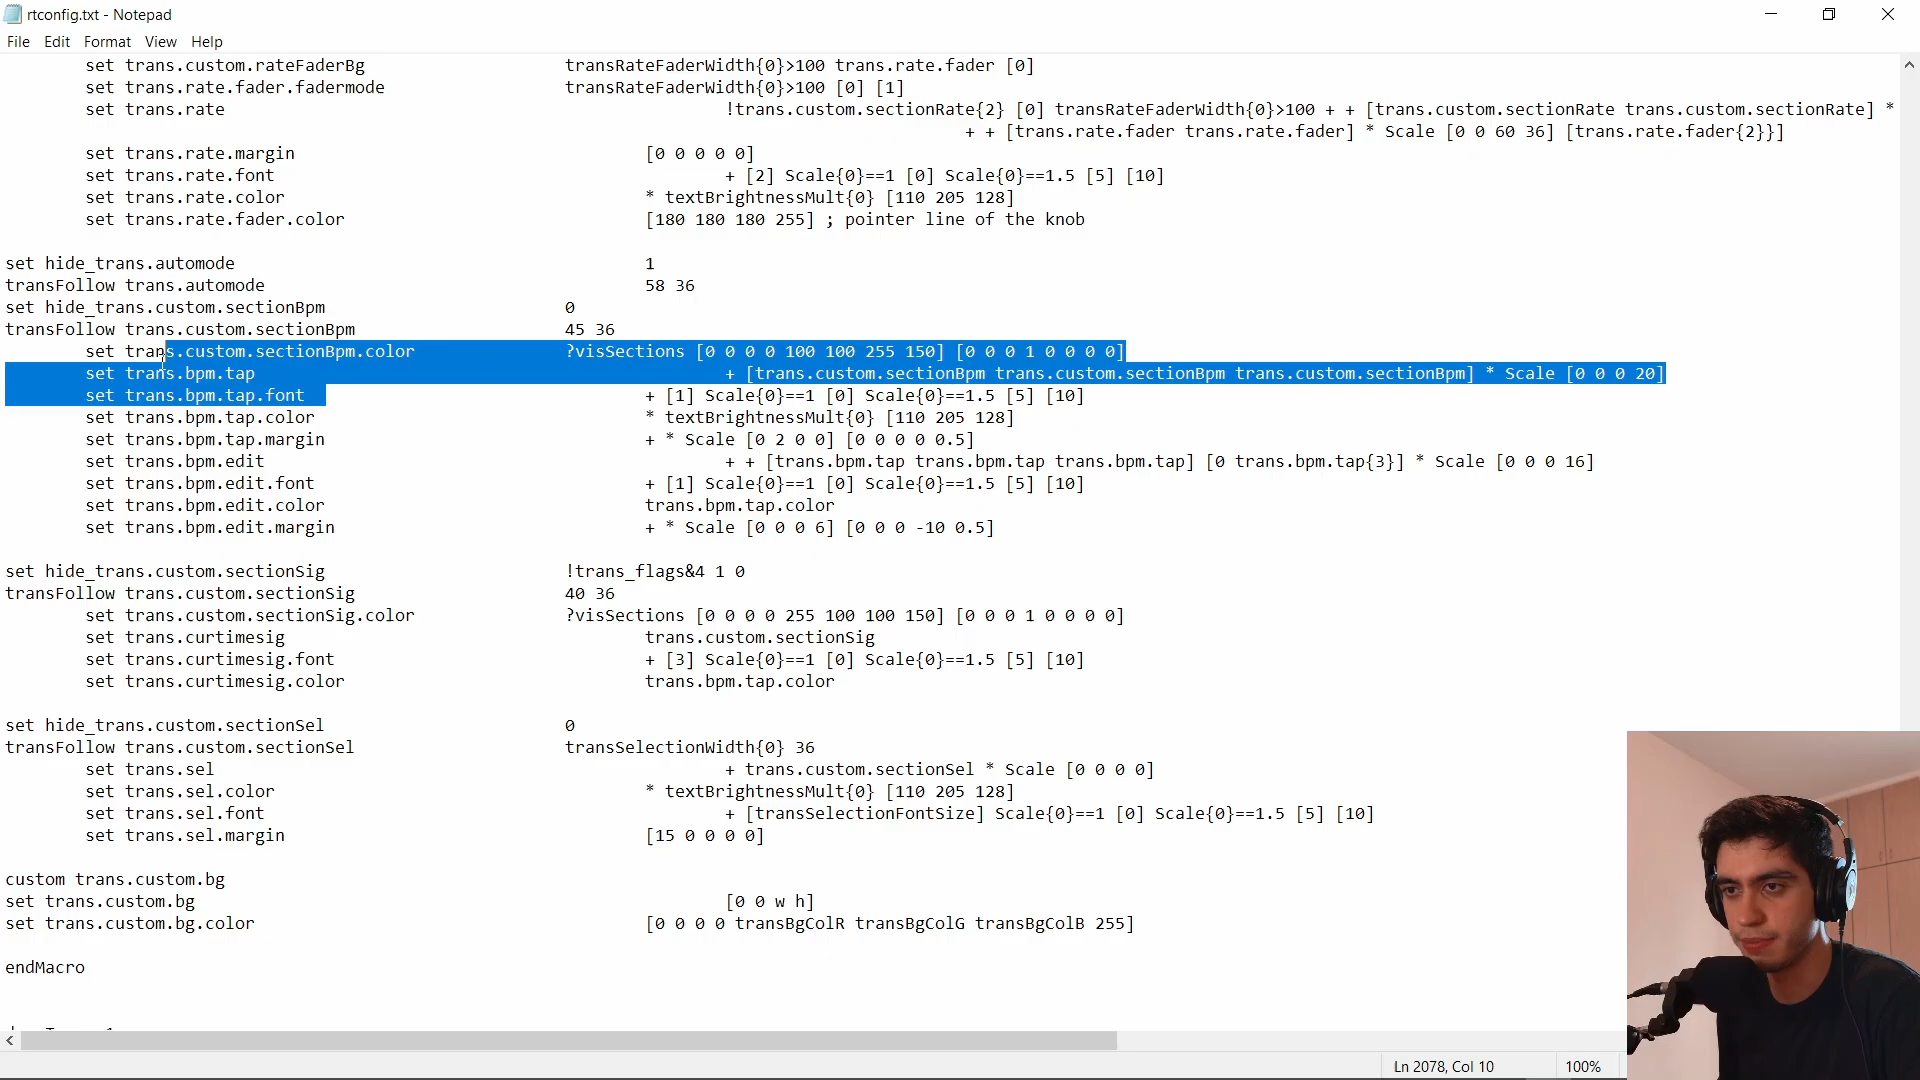 rtconfig.txt - Notepad
File Edit Format View Help
set trans.custom.rateFaderBg transRateFaderWidth{0}>100 trans.rate.fader [0]
set trans.rate.fader.fadermode transRateFaderWidth{0}>100 [0] [1]
set trans.rate !trans.custom.sectionRate{2} [0] transRateFaderWidth{0}>100 + + [trans.custom.sectionRate trans.custom.sectionRate] *
+ + [trans.rate.fader trans.rate.fader] * Scale [0 0 60 36] [trans.rate.fader{2}}]
set trans.rate.margin [0 0 0 0 0]
set trans.rate.font + [2] Scale{0}==1 [0] Scale{0}==1.5 [5] [10]
set trans.rate.color * textBrightnessMult{0} [110 205 128]
set trans.rate.fader.color [180 180 180 255] ; pointer line of the knob
set hide_trans.automode 1
transFollow trans.automode 58 36
set hide_trans.custom.sectionBpm 0
transFollow trans.custom.sectionBpm 45 36
set trans.custom.sectionBpm.color ?visSections [0 0 0 0 100 100 255 150] [0 0 0 1 0 0 0 0]
set trans.bpm.tap + [trans.custom.sectionBpm trans.custom.sectionBpm trans.custom.sectionBpm] * Scale [0 0 0 20]
set trans.bpm.tap.font + [1] Scale{0}==1 [0] Scale{0}==1.5 [5] [10]
set trans.bpm.tap.color * textBrightnessMult{0} [110 205 128]
set trans.bpm.tap.margin + * Scale [0 2 0 0] [0 0 0 0 0.5]
set trans.bpm.edit + + [trans.bpm.tap trans.bpm.tap trans.bpm.tap] [0 trans.bpm.tap{3}] * Scale [0 0 0 16]
set trans.bpm.edit.font + [1] Scale{0}==1 [0] Scale{0}==1.5 [5] [10]
set trans.bpm.edit.color trans.bpm.tap.color
set trans.bpm.edit.margin + * Scale [0 0 0 6] [0 0 0 -10 0.5]
set hide_trans.custom.sectionSig !trans_flags&4 1 0
transFollow trans.custom.sectionSig 40 36
set trans.custom.sectionSig.color ?visSections [0 0 0 0 255 100 100 150] [0 0 0 1 0 0 0 0]
set trans.curtimesig trans.custom.sectionSig
set trans.curtimesig.font + [3] Scale{0}==1 [0] Scale{0}==1.5 [5] [10]
set trans.curtimesig.color trans.bpm.tap.color
set hide_trans.custom.sectionSel 0
transFollow trans.custom.sectionSel transSelectionWidth{0} 36
set trans.sel + trans.custom.sectionSel * Scale [0 0 0 0]
set trans.sel.color * textBrightnessMult{0} [110 205 128]
set trans.sel.font + [transSelectionFontSize] Scale{0}==1 [0] Scale{0}==1.5 [5] [10]
set trans.sel.margin [15 0 0 0 0]
custom trans.custom.bg
set trans.custom.bg [0 0 w h]
set trans.custom.bg.color [0 0 0 0 transBgColR transBgColG transBgColB 255]
endMacro
Ln 2078, Col 10 100%